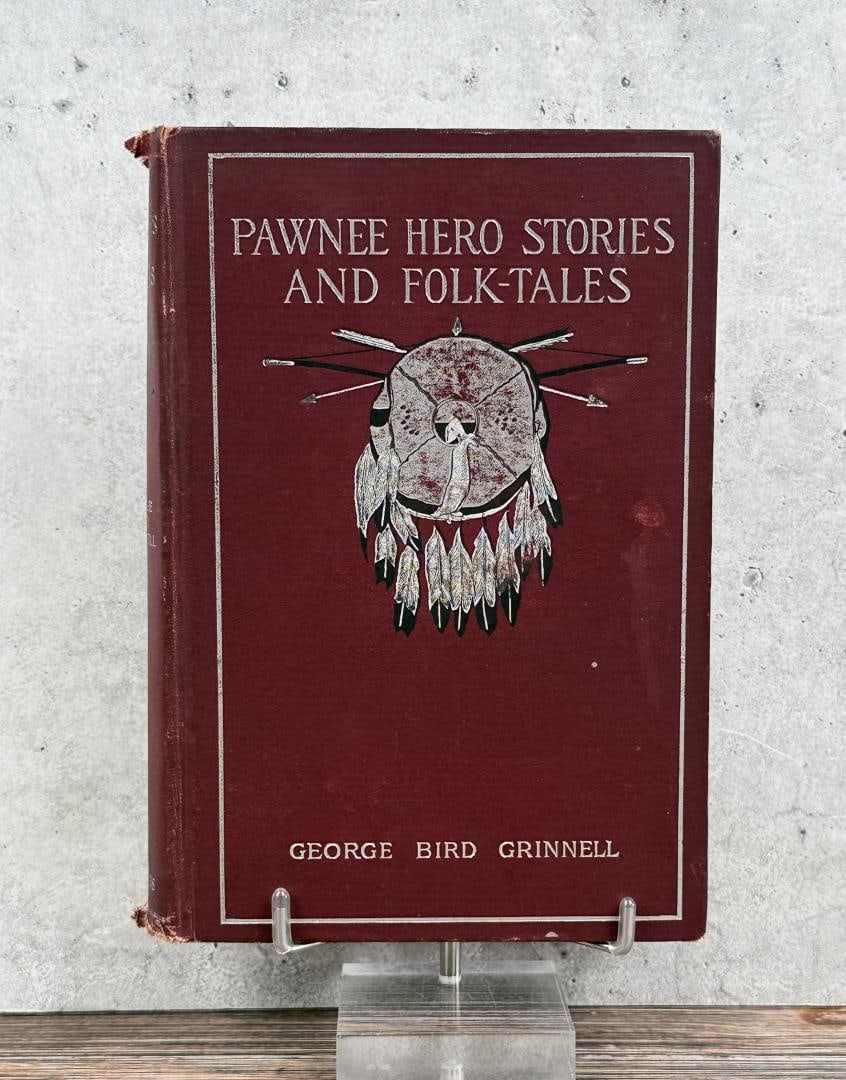 PAWNEE HERO STORIES
AND FOLK-TALES
GEORGE BIRD GRINNELL